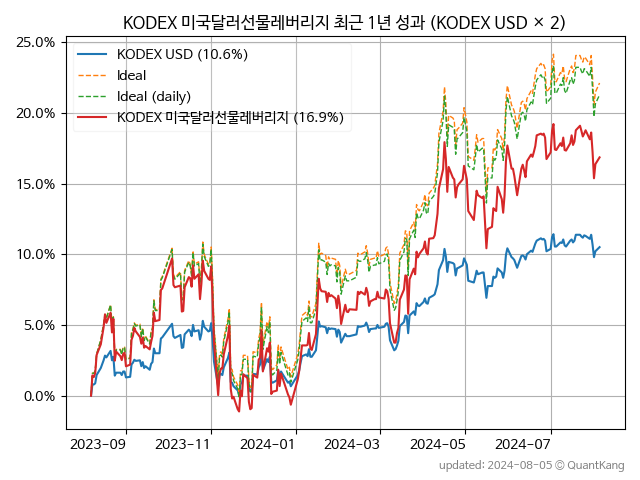 KODEX 미국달러선물레버리지 최근 1년 성과 (KODEX USD × 2)
25.0%
20.0%
15.0%
10.0%
5.0%
0.0%
KODEX USD (10.6%)
Ideal
Ideal (daily)
KODEX 미국달러선물레버리지 (16.9%)
2023-09 2023-11 2024-01 2024-03 2024-05 2024-07
updated: 2024-08-05 © QuantKang